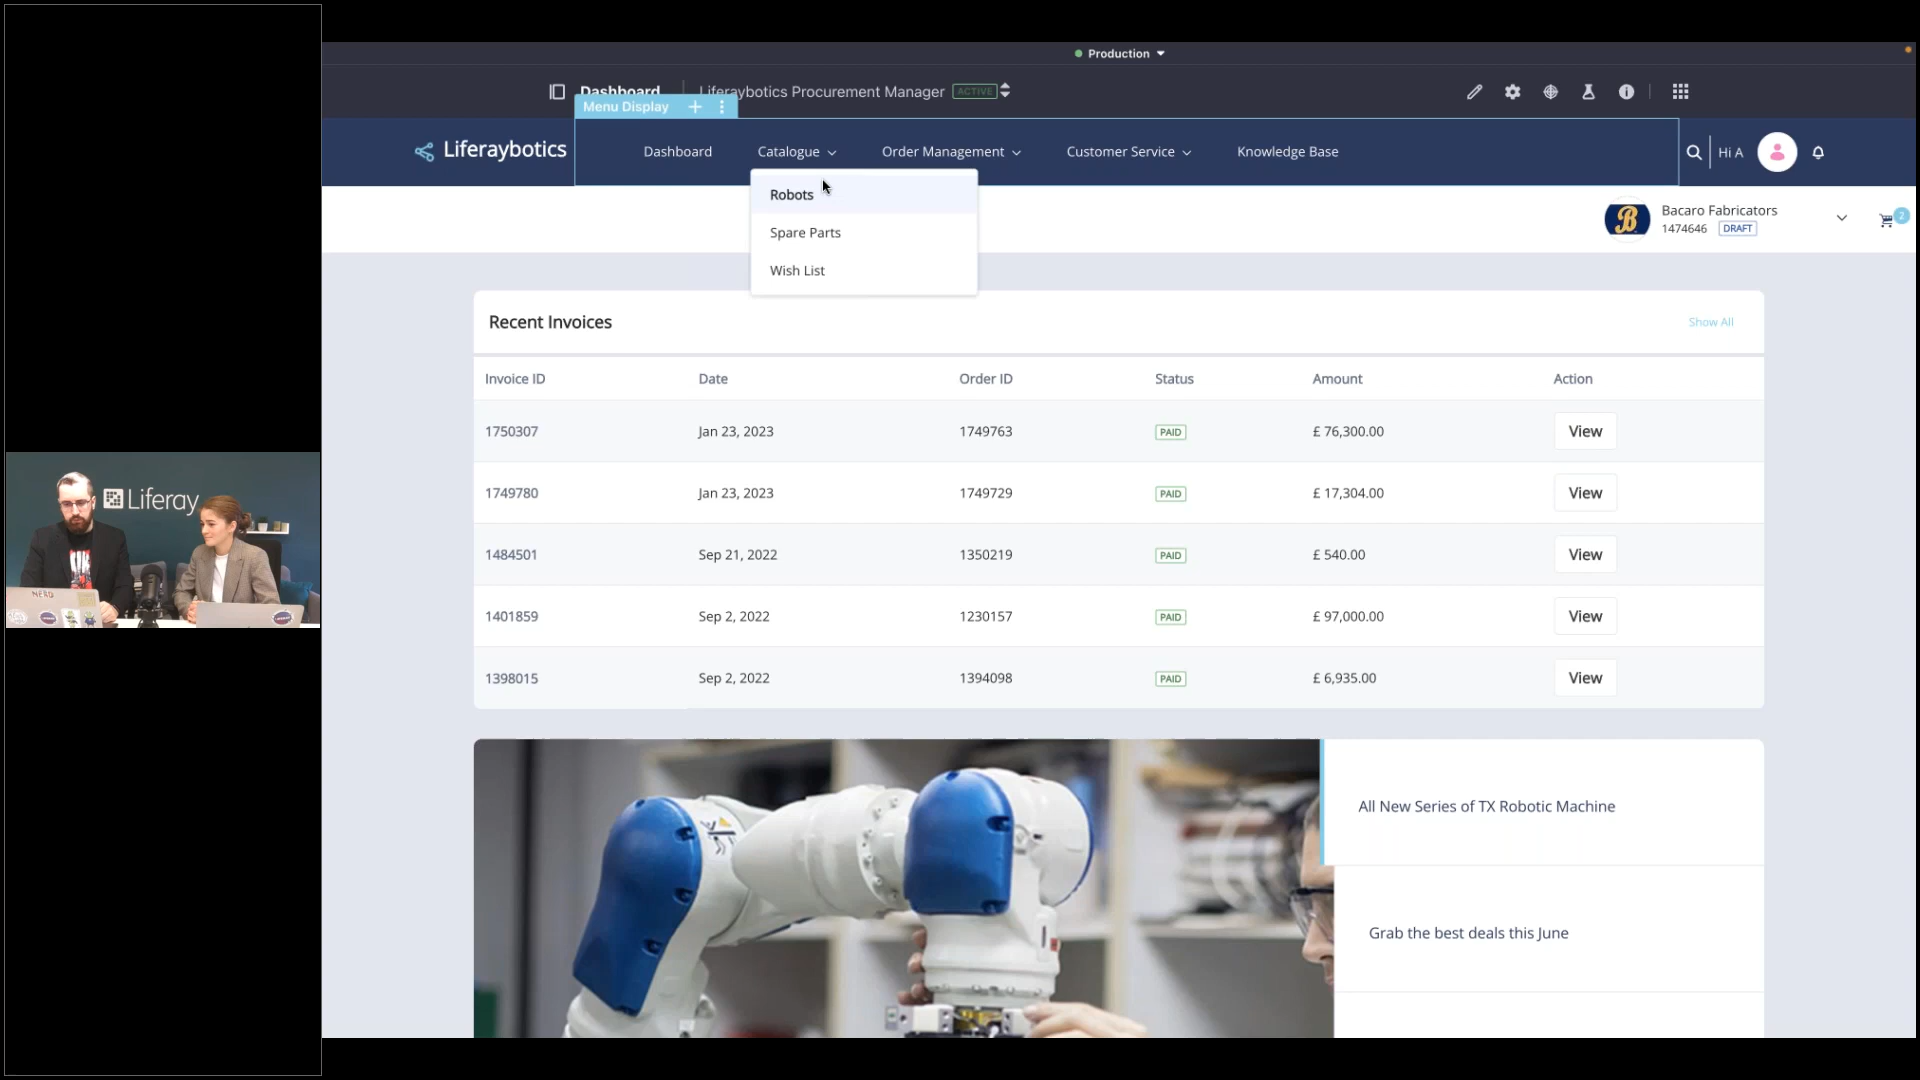 Production
Dashboard
Liferaybotics Procurement Manager ACTIVE
Menu Display
Liferaybotics
Dashboard
Catalogue
Order Management
Customer Service
Knowledge Base
Hi A
Robots
Spare Parts
Wish List
Bacaro Fabricators
1474646 DRAFT
2
B
Recent Invoices
Show All
Invoice ID Date Order ID Status Amount Action
1750307 Jan 23, 2023 1749763 PAID £ 76,300.00 View
1749780 Jan 23, 2023 1749729 PAID £ 17,304.00 View
1484501 Sep 21, 2022 1350219 PAID £ 540.00 View
1401859 Sep 2, 2022 1230157 PAID £ 97,000.00 View
1398015 Sep 2, 2022 1394098 PAID £ 6,935.00 View
All New Series of TX Robotic Machine
Grab the best deals this June
Liferay
NERD